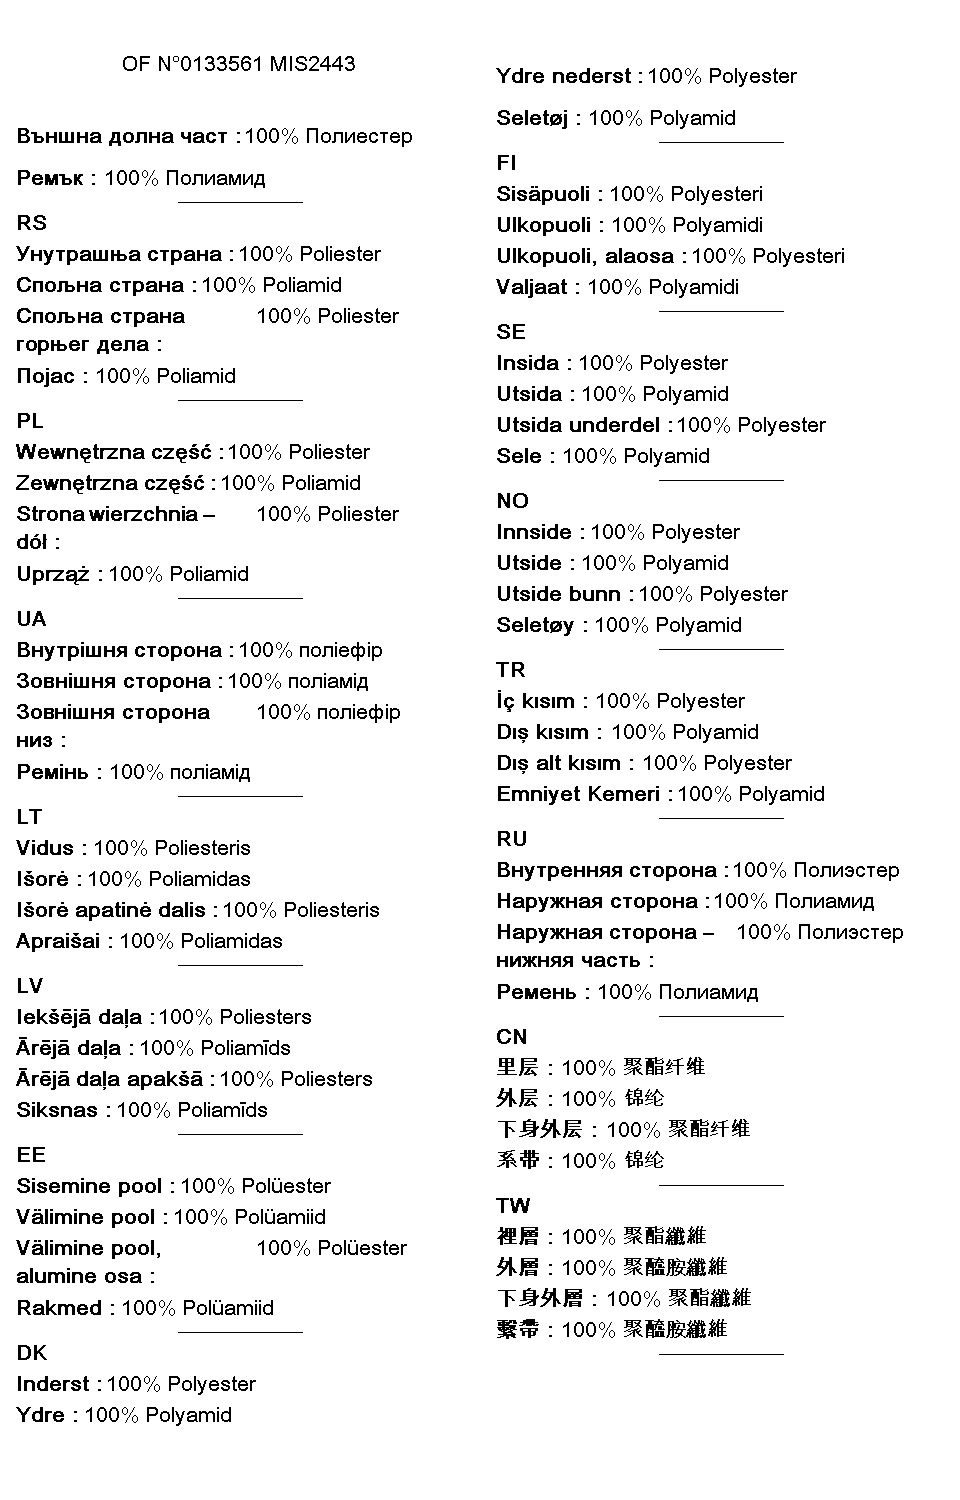 OF N°0133561 MIS2443
Външна долна част : 100% Полиестер
Ремък : 100% Полиамид
RS
Унутрашња страна : 100% Poliester
Спољна страна : 100% Poliamid
Спољна страна 100% Poliester
горњег дела :
Појас : 100% Poliamid
PL
Wewnętrzna część : 100% Poliester
Zewnętrzna część : 100% Poliamid
Strona wierzchnia – 100% Poliester
dół :
Uprząż : 100% Poliamid
UA
Внутрішня сторона : 100% поліефір
Зовнішня сторона : 100% поліамід
Зовнішня сторона 100% поліефір
низ :
Ремінь : 100% поліамід
LT
Vidus : 100% Poliesteris
Išorė : 100% Poliamidas
Išorė apatinė dalis : 100% Poliesteris
Apraišai : 100% Poliamidas
LV
Iekšējā daļa : 100% Poliesters
Ārējā daļa : 100% Poliamīds
Ārējā daļa apakšā : 100% Poliesters
Siksnas : 100% Poliamīds
EE
Sisemine pool : 100% Polüester
Välimine pool : 100% Polüamiid
Välimine pool, 100% Polüester
alumine osa :
Rakmed : 100% Polüamiid
DK
Inderst : 100% Polyester
Ydre : 100% Polyamid
Ydre nederst : 100% Polyester
Seletøj : 100% Polyamid
FI
Sisäpuoli : 100% Polyesteri
Ulkopuoli : 100% Polyamidi
Ulkopuoli, alaosa : 100% Polyesteri
Valjaat : 100% Polyamidi
SE
Insida : 100% Polyester
Utsida : 100% Polyamid
Utsida underdel : 100% Polyester
Sele : 100% Polyamid
NO
Innside : 100% Polyester
Utside : 100% Polyamid
Utside bunn : 100% Polyester
Seletøy : 100% Polyamid
TR
İç kısım : 100% Polyester
Dış kısım : 100% Polyamid
Dış alt kısım : 100% Polyester
Emniyet Kemeri : 100% Polyamid
RU
Внутренняя сторона : 100% Полиэстер
Наружная сторона : 100% Полиамид
Наружная сторона – 100% Полиэстер
нижняя часть :
Ремень : 100% Полиамид
CN
里层 : 100% 聚酯纤维
外层 : 100% 锦纶
下身外层 : 100% 聚酯纤维
系带 : 100% 锦纶
TW
裡層 : 100% 聚酯纖維
外層 : 100% 聚醯胺纖維
下身外層 : 100% 聚酯纖維
繫帶 : 100% 聚醯胺纖維